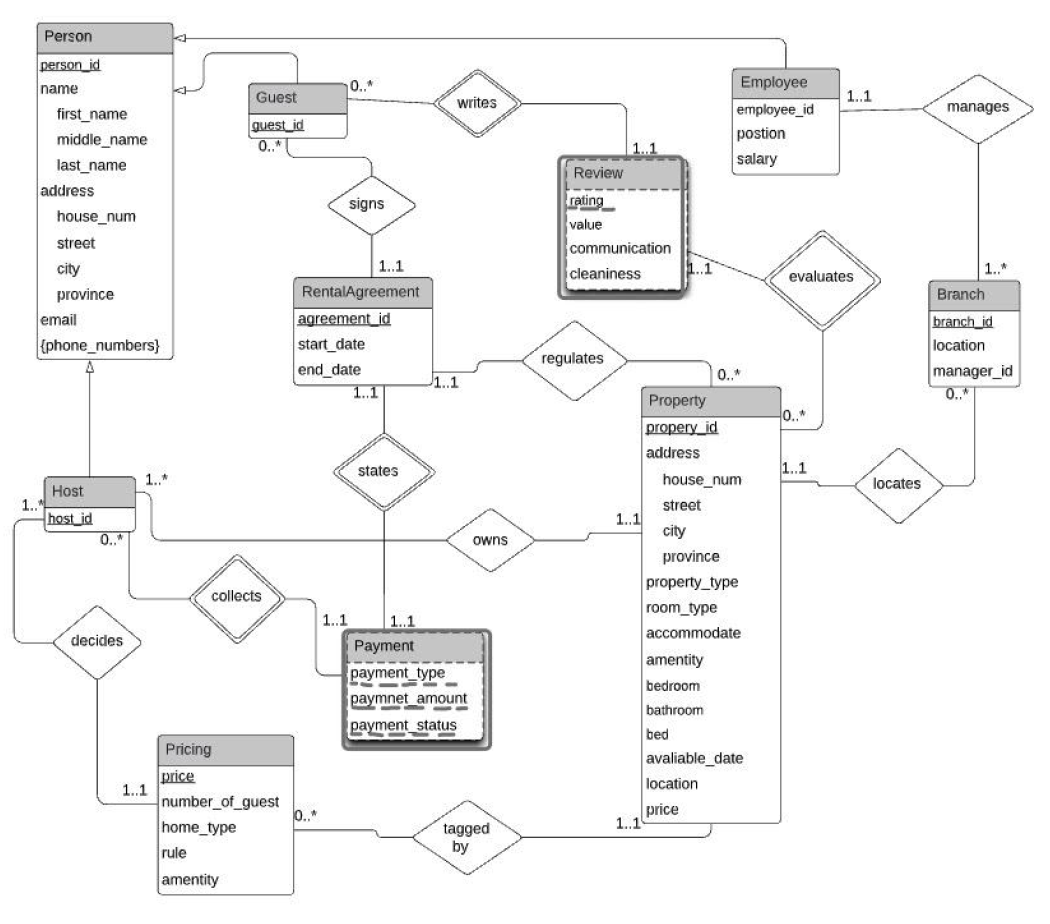 Person
person_id
name
first_name
middle_name
last_name
address
house_num
street
city
province
email
{phone_numbers}
Guest
guest_id
0..*
0..*
writes
1..1
Review
rating
value
communication
cleaniness
1..1
Employee
employee_id
postion
salary
1..1
manages
1..*
signs
1..1
evaluates
Branch
branch_id
location
manager_id
0..*
RentalAgreement
agreement_id
start_date
end_date
1..1
1..1
regulates
0..*
Property
propery_id
address
house_num
street
city
province
property_type
room_type
accommodate
amentity
bedroom
bathroom
bed
avaliable_date
location
price
0..*
1..1
locates
states
Host
host_id
1..*
1..*
0..*
owns
1..1
collects
1..1
1..1
decides
Payment
payment_type
paymnet_amount
payment_status
Pricing
price
number_of_guest
home_type
rule
amentity
1..1
0..*
tagged
by
1..1